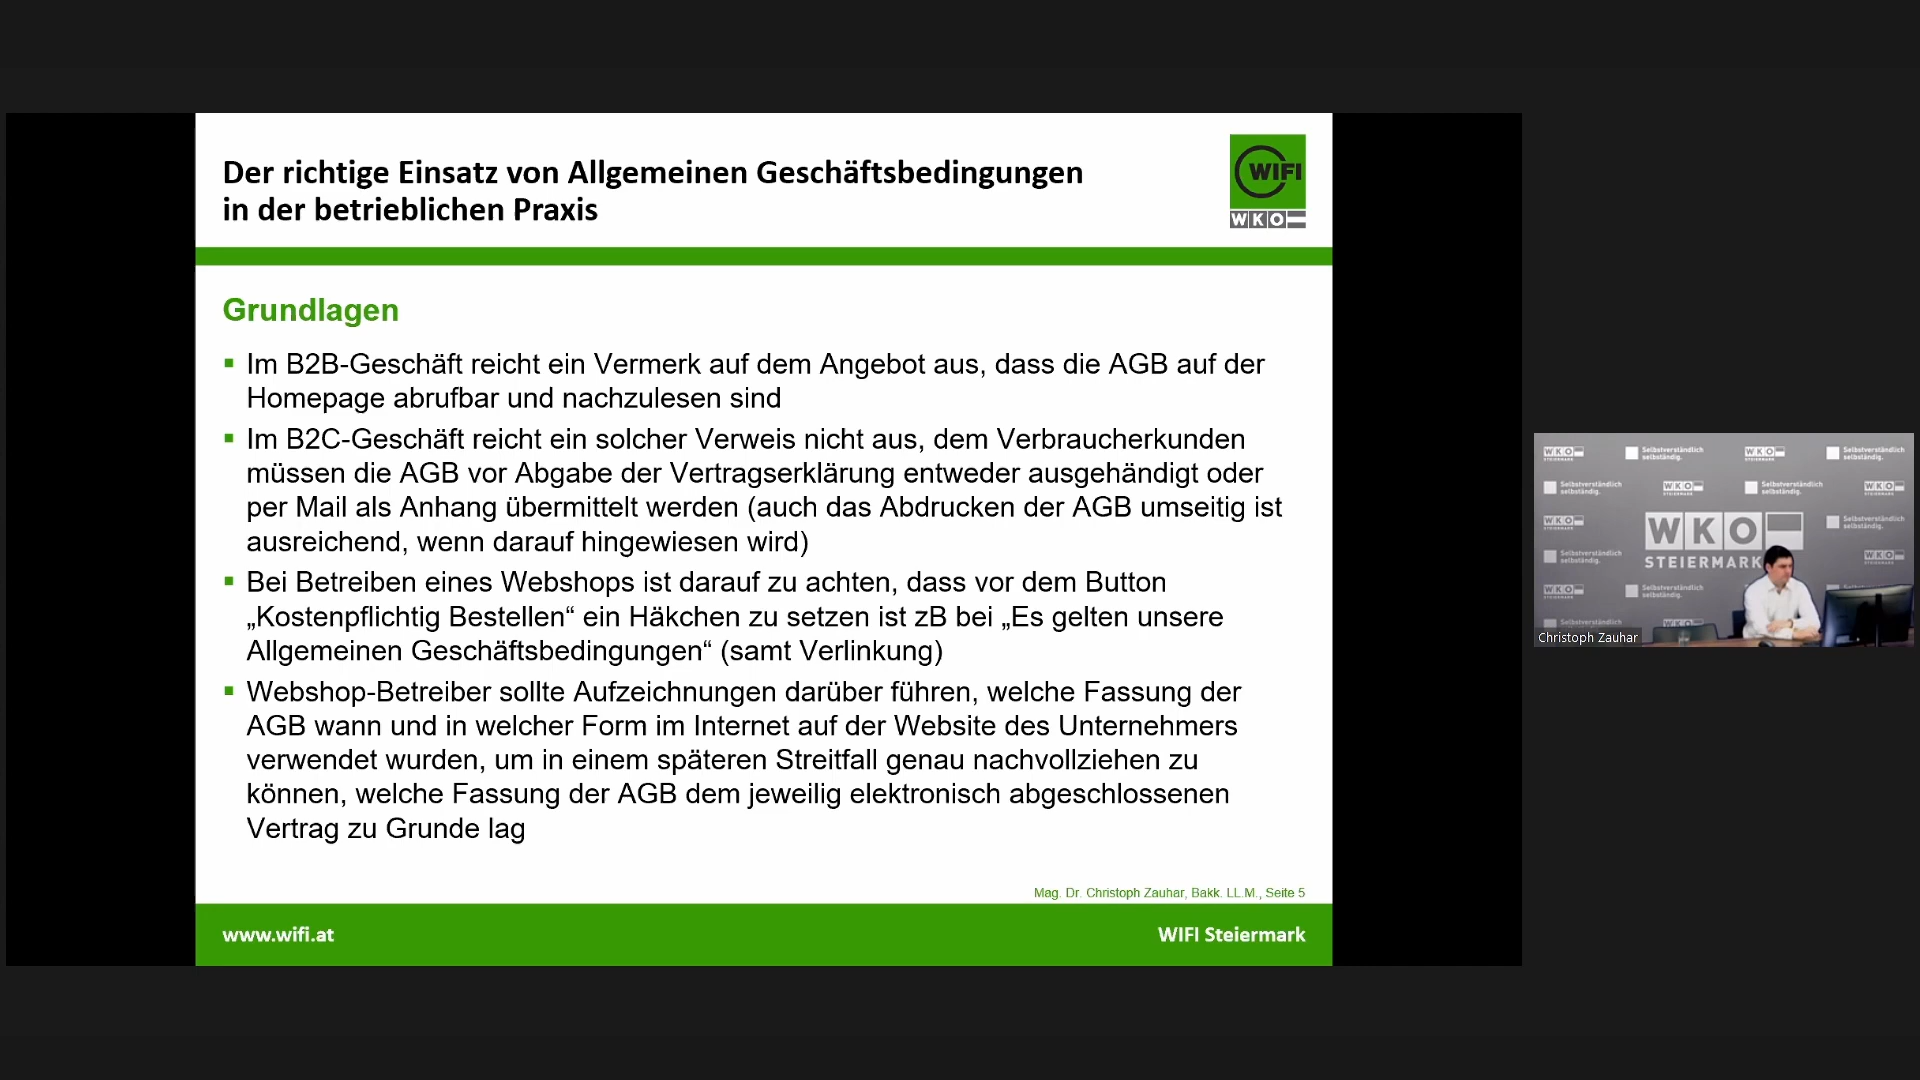 Der richtige Einsatz von Allgemeinen Geschäftsbedingungen
in der betrieblichen Praxis
WIFI
WKO
Grundlagen
▪ Im B2B-Geschäft reicht ein Vermerk auf dem Angebot aus, dass die AGB auf der
Homepage abrufbar und nachzulesen sind
▪ Im B2C-Geschäft reicht ein solcher Verweis nicht aus, dem Verbraucherkunden
müssen die AGB vor Abgabe der Vertragserklärung entweder ausgehändigt oder
per Mail als Anhang übermittelt werden (auch das Abdrucken der AGB umseitig ist
ausreichend, wenn darauf hingewiesen wird)
▪ Bei Betreiben eines Webshops ist darauf zu achten, dass vor dem Button
„Kostenpflichtig Bestellen“ ein Häkchen zu setzen ist zB bei „Es gelten unsere
Allgemeinen Geschäftsbedingungen“ (samt Verlinkung)
▪ Webshop-Betreiber sollte Aufzeichnungen darüber führen, welche Fassung der
AGB wann und in welcher Form im Internet auf der Website des Unternehmers
verwendet wurden, um in einem späteren Streitfall genau nachvollziehen zu
können, welche Fassung der AGB dem jeweilig elektronisch abgeschlossenen
Vertrag zu Grunde lag
Mag. Dr. Christoph Zauhar, Bakk. LL.M., Seite 5
www.wifi.at
WIFI Steiermark
WKO
STEIERMARK
Selbstverständlich
selbständig.
Christoph Zauhar